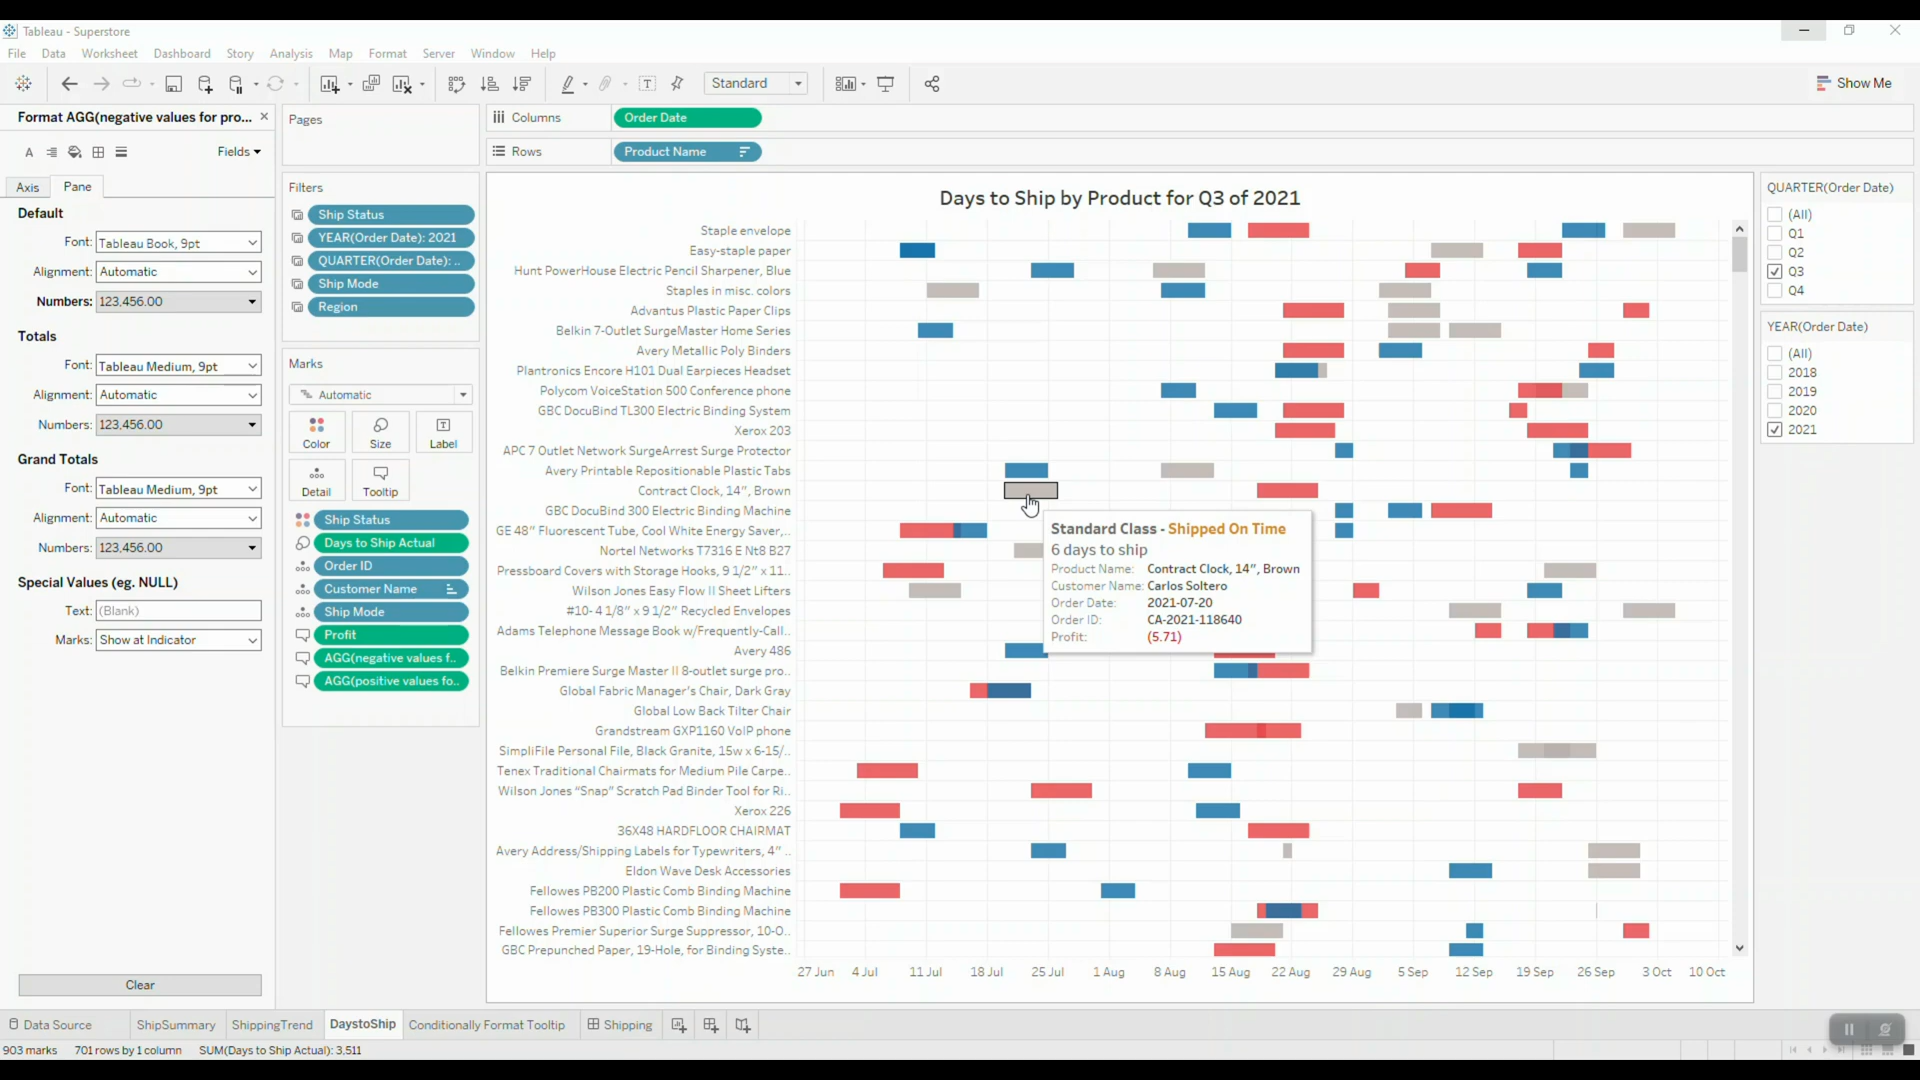 Tableau - Superstore
File Data Worksheet Dashboard Story Analysis Map Format Server Window Help
Standard
Show Me
Format AGG(negative values for pro...
Fields
Axis Pane
Default
Font: Tableau Book, 9pt
Alignment: Automatic
Numbers: 123,456.00
Totals
Font: Tableau Medium, 9pt
Alignment: Automatic
Numbers: 123,456.00
Grand Totals
Font: Tableau Medium, 9pt
Alignment: Automatic
Numbers: 123,456.00
Special Values (eg. NULL)
Text: (Blank)
Marks: Show at Indicator
Clear
Pages
Filters
Ship Status
YEAR(Order Date): 2021
QUARTER(Order Date): ..
Ship Mode
Region
Marks
Automatic
Color Size Label
Detail Tooltip
Ship Status
Days to Ship Actual
Order ID
Customer Name
Ship Mode
Profit
AGG(negative values f..
AGG(positive values fo..
Columns Order Date
Rows Product Name
Days to Ship by Product for Q3 of 2021
Staple envelope
Easy-staple paper
Hunt PowerHouse Electric Pencil Sharpener, Blue
Staples in misc. colors
Advantus Plastic Paper Clips
Belkin 7-Outlet SurgeMaster Home Series
Avery Metallic Poly Binders
Plantronics Encore H101 Dual Earpieces Headset
Polycom VoiceStation 500 Conference phone
GBC DocuBind TL300 Electric Binding System
Xerox 203
APC 7 Outlet Network SurgeArrest Surge Protector
Avery Printable Repositionable Plastic Tabs
Contract Clock, 14", Brown
GBC DocuBind 300 Electric Binding Machine
GE 48" Fluorescent Tube, Cool White Energy Saver,..
Nortel Networks T7316 E Nt8 B27
Pressboard Covers with Storage Hooks, 9 1/2" x 11..
Wilson Jones Easy Flow II Sheet Lifters
#10- 4 1/8" x 9 1/2" Recycled Envelopes
Adams Telephone Message Book w/Frequently-Call..
Avery 486
Belkin Premiere Surge Master II 8-outlet surge pro..
Global Fabric Manager's Chair, Dark Gray
Global Low Back Tilter Chair
Grandstream GXP1160 VoIP phone
SimpliFile Personal File, Black Granite, 15w x 6-15/..
Tenex Traditional Chairmats for Medium Pile Carpe..
Wilson Jones "Snap" Scratch Pad Binder Tool for Ri..
Xerox 226
36X48 HARDFLOOR CHAIRMAT
Avery Address/Shipping Labels for Typewriters, 4" ..
Eldon Wave Desk Accessories
Fellowes PB200 Plastic Comb Binding Machine
Fellowes PB300 Plastic Comb Binding Machine
Fellowes Premier Superior Surge Suppressor, 10-O..
GBC Prepunched Paper, 19-Hole, for Binding Syste..
27 Jun 4 Jul 11 Jul 18 Jul 25 Jul 1 Aug 8 Aug 15 Aug 22 Aug 29 Aug 5 Sep 12 Sep 19 Sep 26 Sep 3 Oct 10 Oct
Standard Class - Shipped On Time
6 days to ship
Product Name: Contract Clock, 14", Brown
Customer Name: Carlos Soltero
Order Date: 2021-07-20
Order ID: CA-2021-118640
Profit: (5.71)
QUARTER(Order Date)
(All)
Q1
Q2
Q3
Q4
YEAR(Order Date)
(All)
2018
2019
2020
2021
Data Source ShipSummary ShippingTrend DaystoShip Conditionally Format Tooltip Shipping
903 marks 701 rows by 1 column SUM(Days to Ship Actual): 3,511